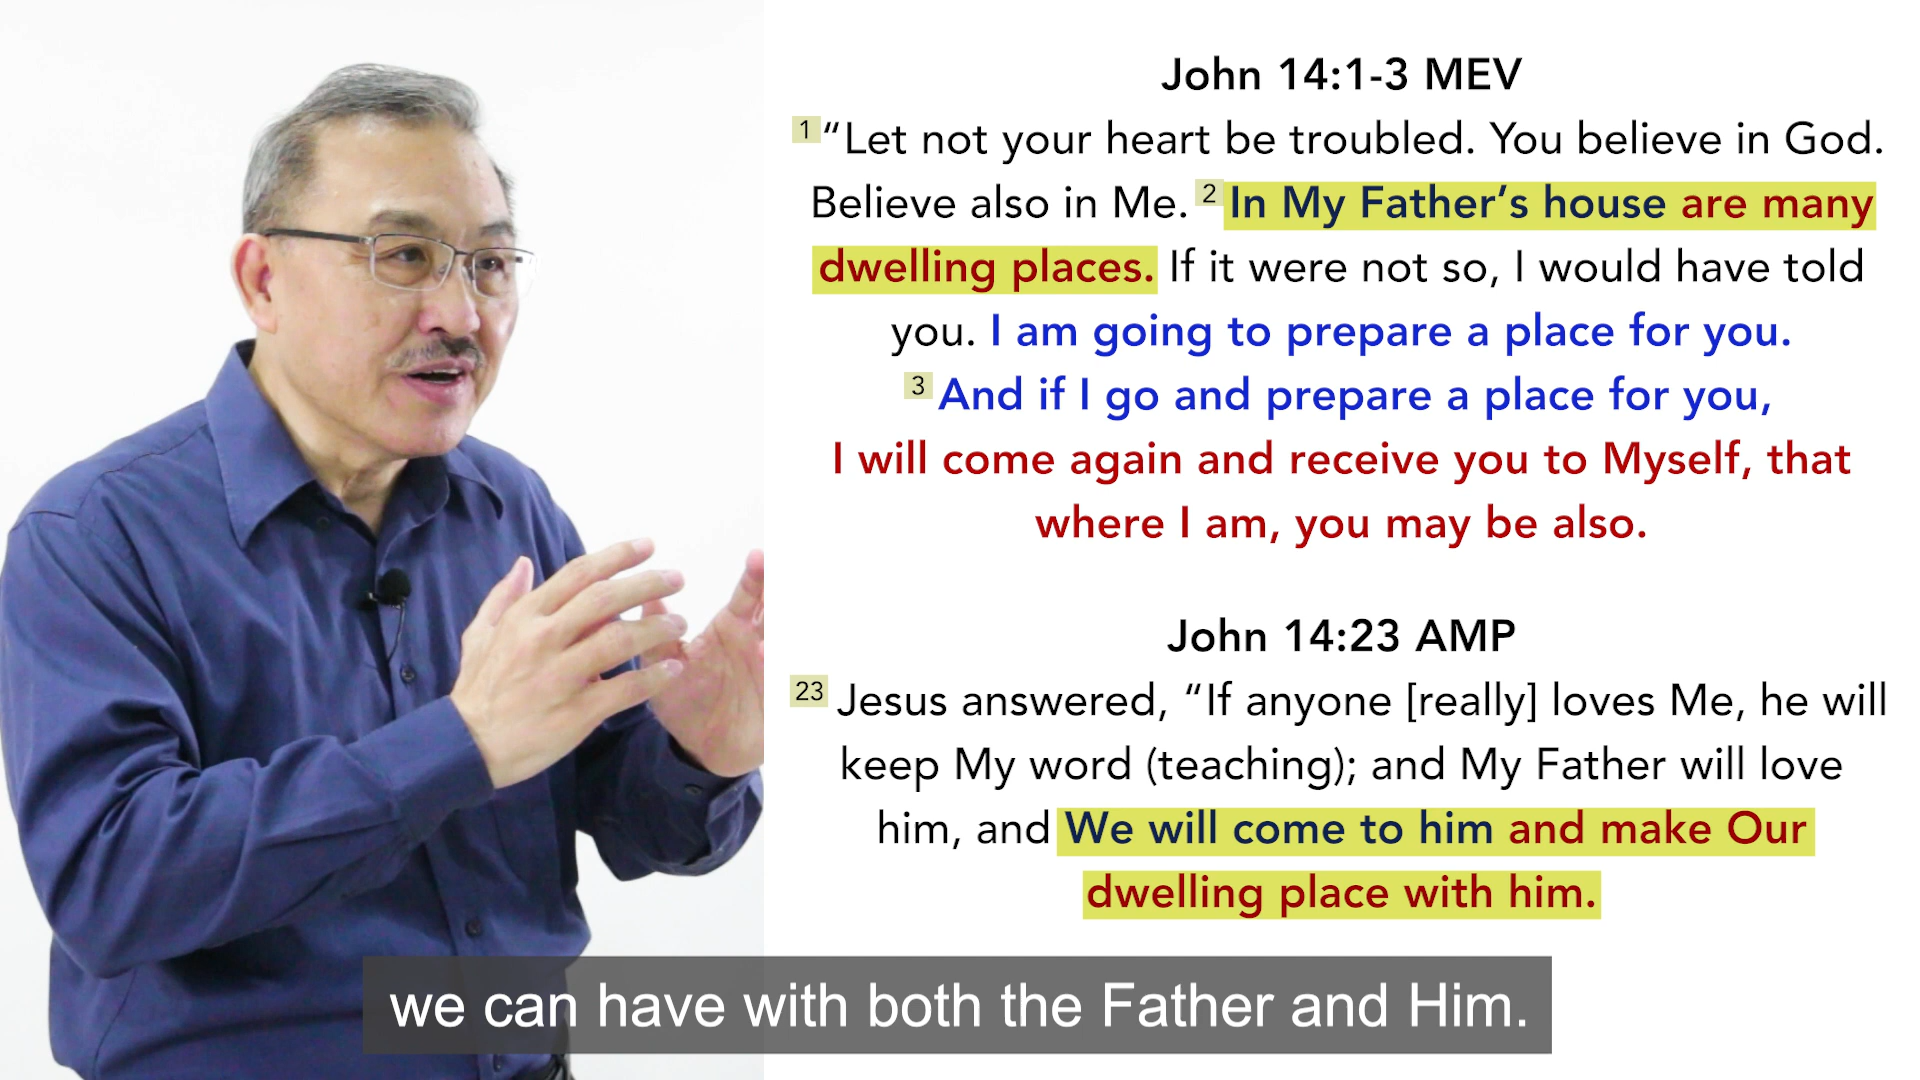 John 14:1-3 MEV
1 “Let not your heart be troubled. You believe in God.
Believe also in Me. 2 In My Father’s house are many
dwelling places. If it were not so, I would have told
you. I am going to prepare a place for you.
3 And if I go and prepare a place for you,
I will come again and receive you to Myself, that
where I am, you may be also.
John 14:23 AMP
23 Jesus answered, “If anyone [really] loves Me, he will
keep My word (teaching); and My Father will love
him, and We will come to him and make Our
dwelling place with him.
we can have with both the Father and Him.